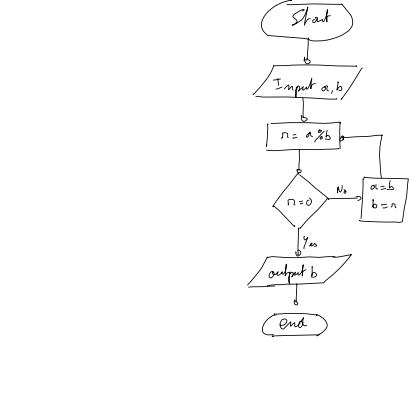 Start
Input a,b
r = a%b
r=0
No
a=b
b=r
Yes
output b
end